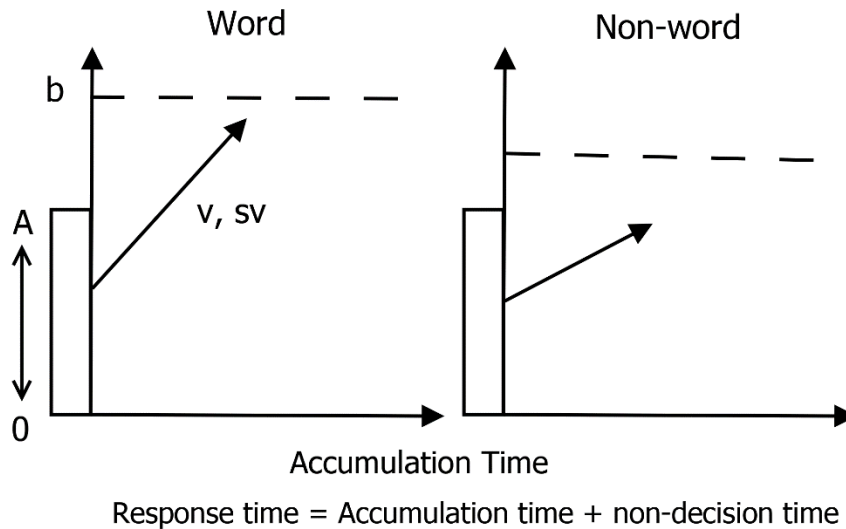 Word
Non-word
b
v, sv
A
0
Accumulation Time
Response time = Accumulation time + non-decision time